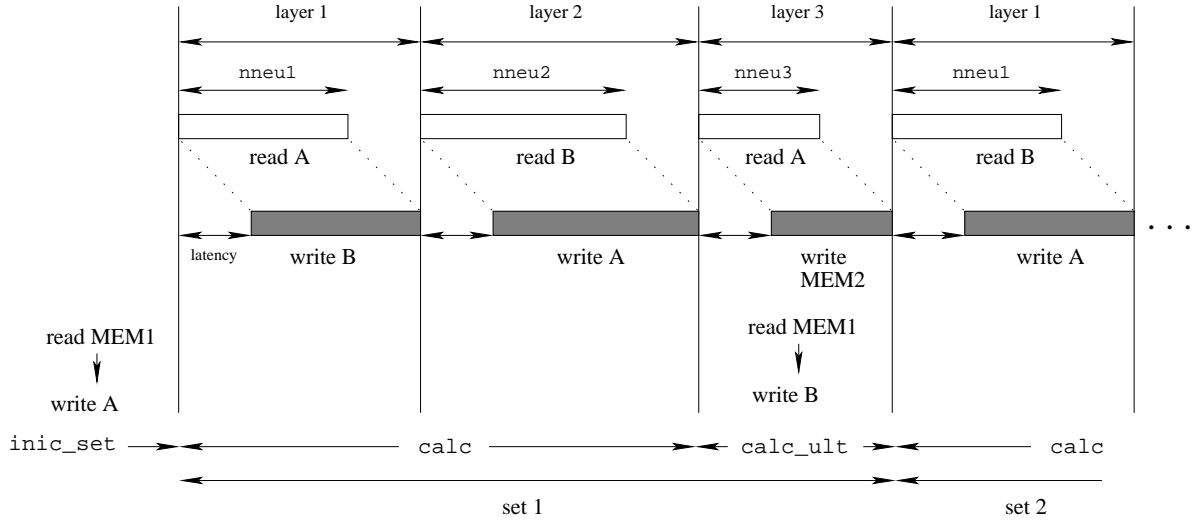 layer 1
layer 2
layer 3
layer 1
nneu1
nneu2
nneu3
nneu1
read A
read B
read A
read B
latency
write B
write A
write
MEM2
write A
. . .
read MEM1
write A
read MEM1
write B
inic_set
calc
calc_ult
calc
set 1
set 2